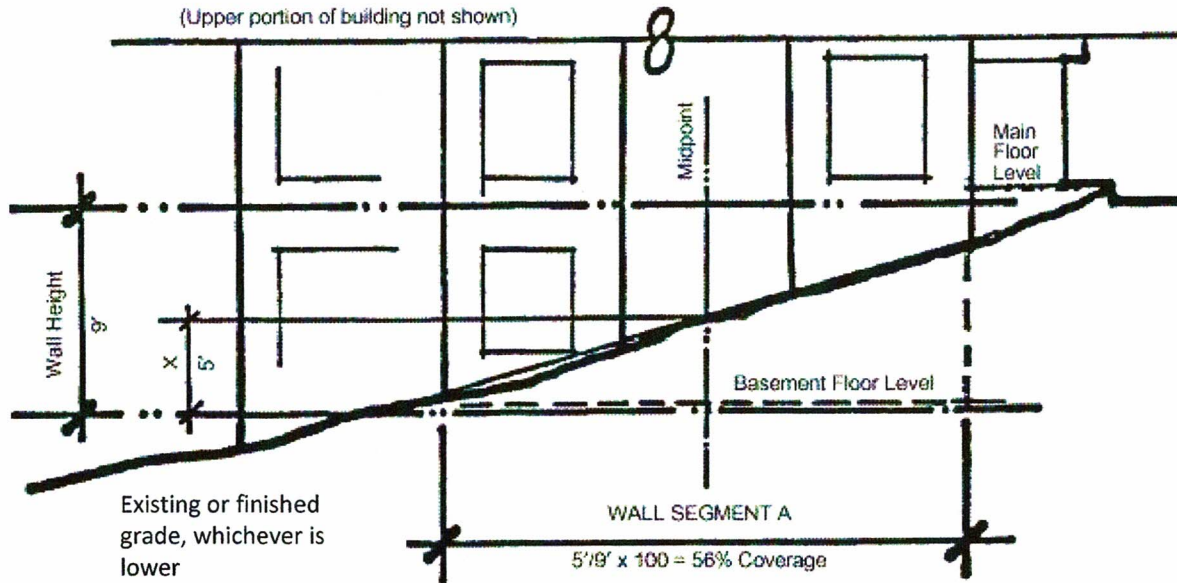 (Upper portion of building not shown)
Midpoint
Main
Floor
Level
Wall Height
9'
X
5'
Basement Floor Level
Existing or finished
grade, whichever is
lower
WALL SEGMENT A
5'/9' x 100 = 56% Coverage